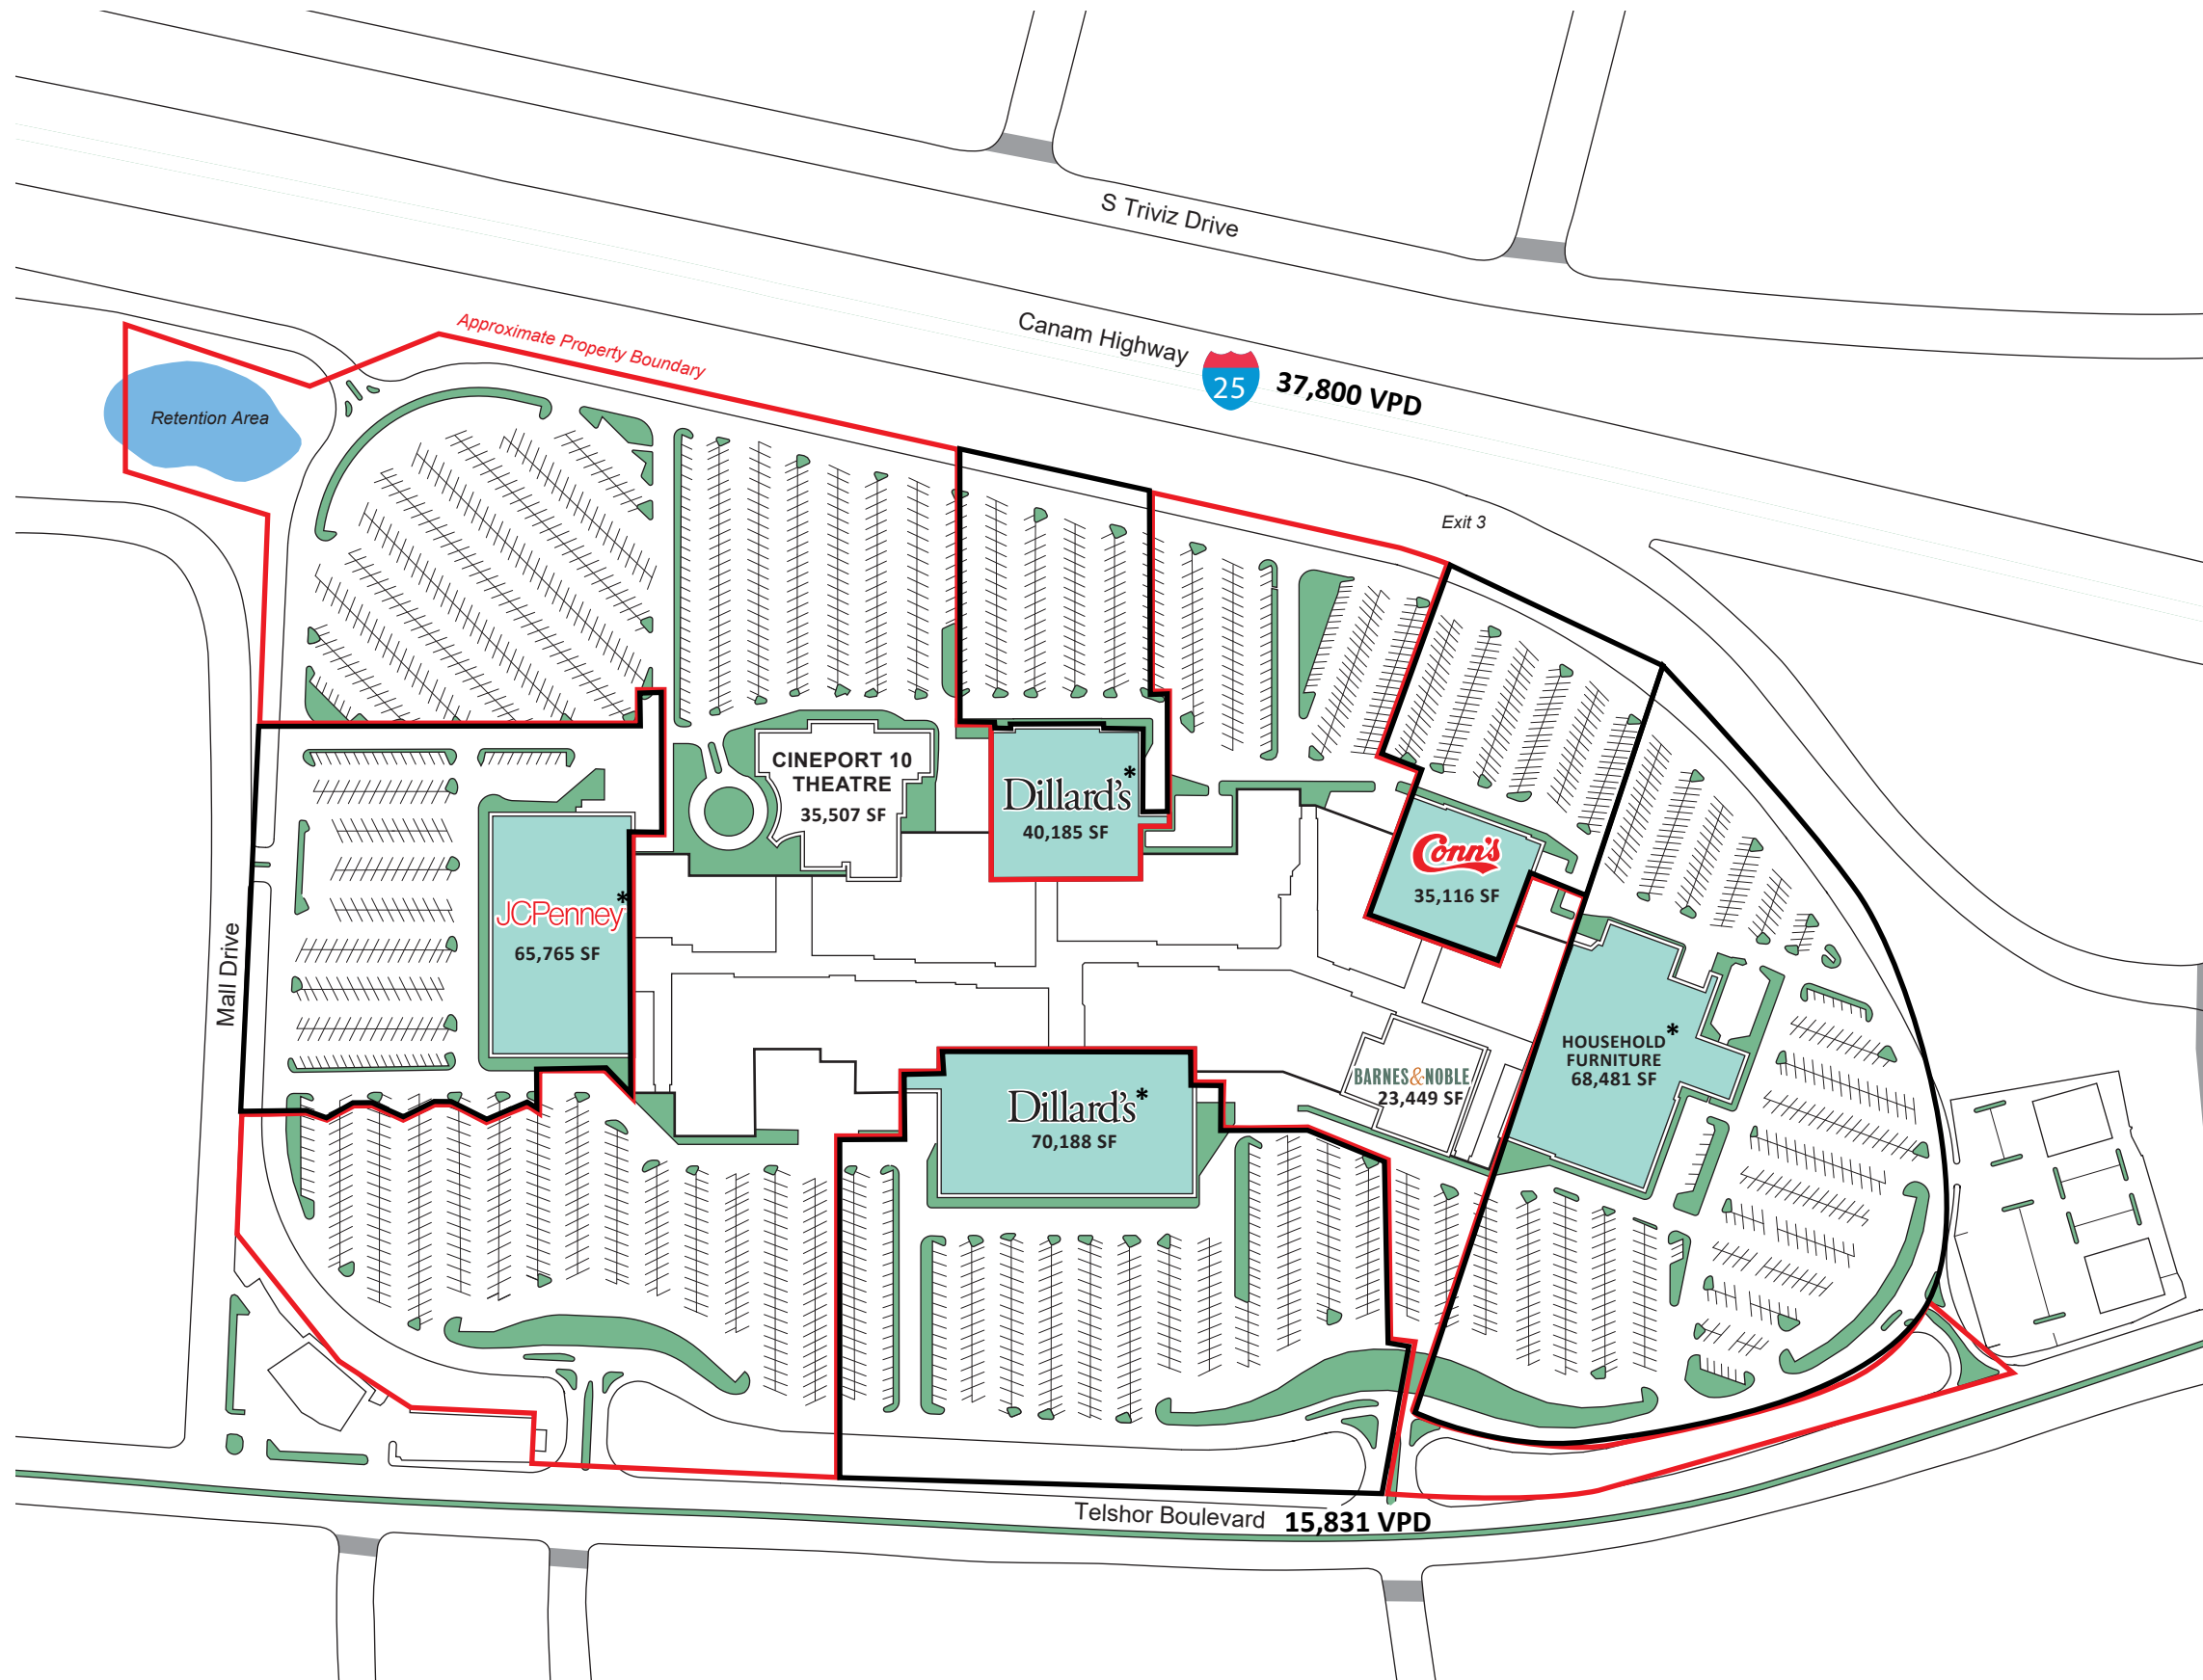 S Triviz Drive
Approximate Property Boundary
Canam Highway
25
37,800 VPD
Retention Area
Exit 3
CINEPORT 10
THEATRE
35,507 SF
Dillard's*
40,185 SF
Conn's
35,116 SF
JCPenney*
65,765 SF
Mall Drive
HOUSEHOLD*
FURNITURE
68,481 SF
BARNES&NOBLE
23,449 SF
Dillard's*
70,188 SF
Telshor Boulevard
15,831 VPD